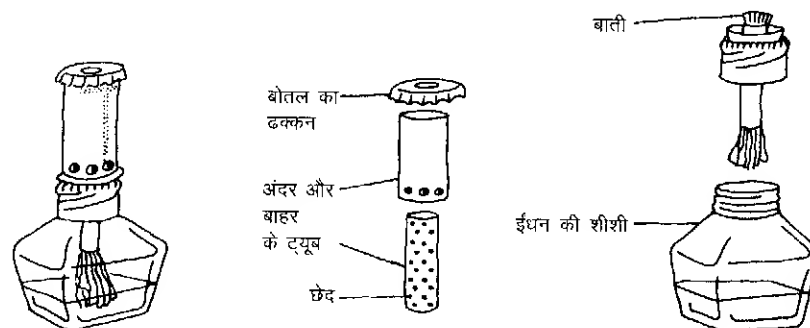 बोतल का
ढक्कन
अंदर और
बाहर
के ट्यूब
छेद
बाती
ईंधन की शीशी